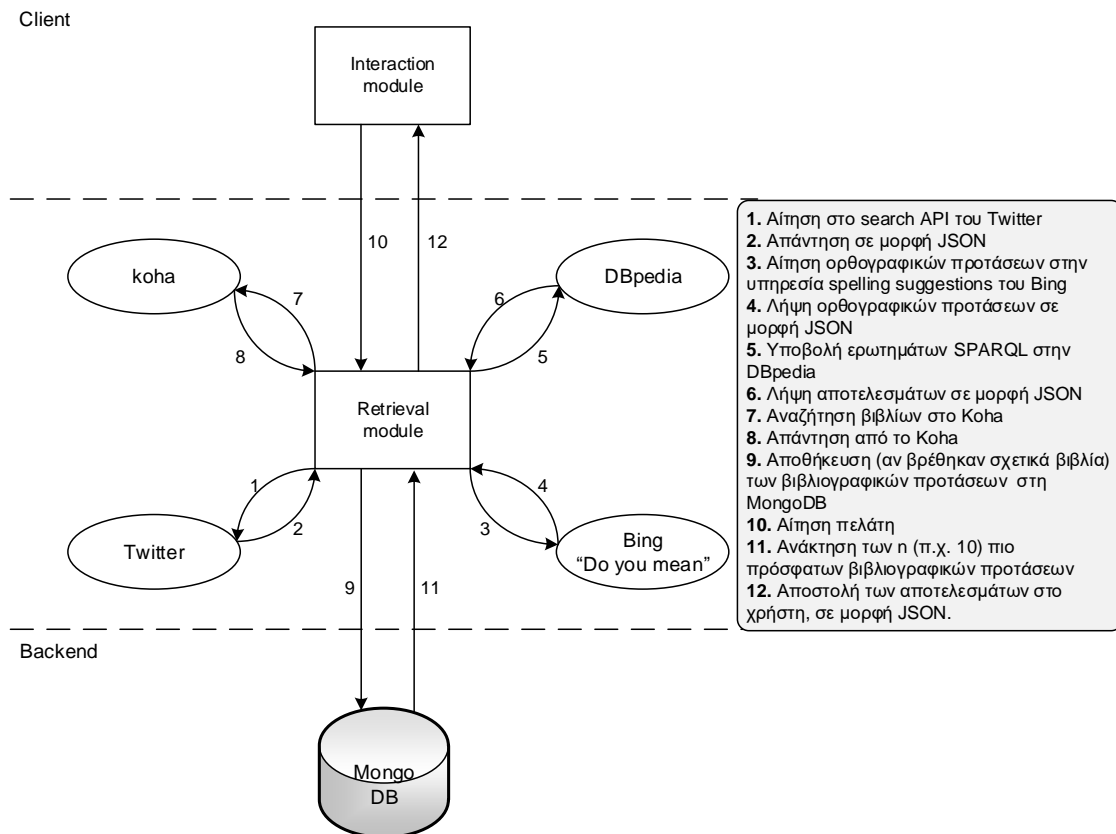 Client
Interaction
module
10
12
koha
DBpedia
7
8
6
5
Retrieval
module
1
2
4
3
Twitter
Bing
“Do you mean”
9
11
Backend
Mongo
DB
1. Αίτηση στο search API του Twitter
2. Απάντηση σε μορφή JSON
3. Αίτηση ορθογραφικών προτάσεων στην
υπηρεσία spelling suggestions του Bing
4. Λήψη ορθογραφικών προτάσεων σε
μορφή JSON
5. Υποβολή ερωτημάτων SPARQL στην
DBpedia
6. Λήψη αποτελεσμάτων σε μορφή JSON
7. Αναζήτηση βιβλίων στο Koha
8. Απάντηση από το Koha
9. Αποθήκευση (αν βρέθηκαν σχετικά βιβλία)
των βιβλιογραφικών προτάσεων στη
MongoDB
10. Αίτηση πελάτη
11. Ανάκτηση των n (π.χ. 10) πιο
πρόσφατων βιβλιογραφικών προτάσεων
12. Αποστολή των αποτελεσμάτων στο
χρήστη, σε μορφή JSON.